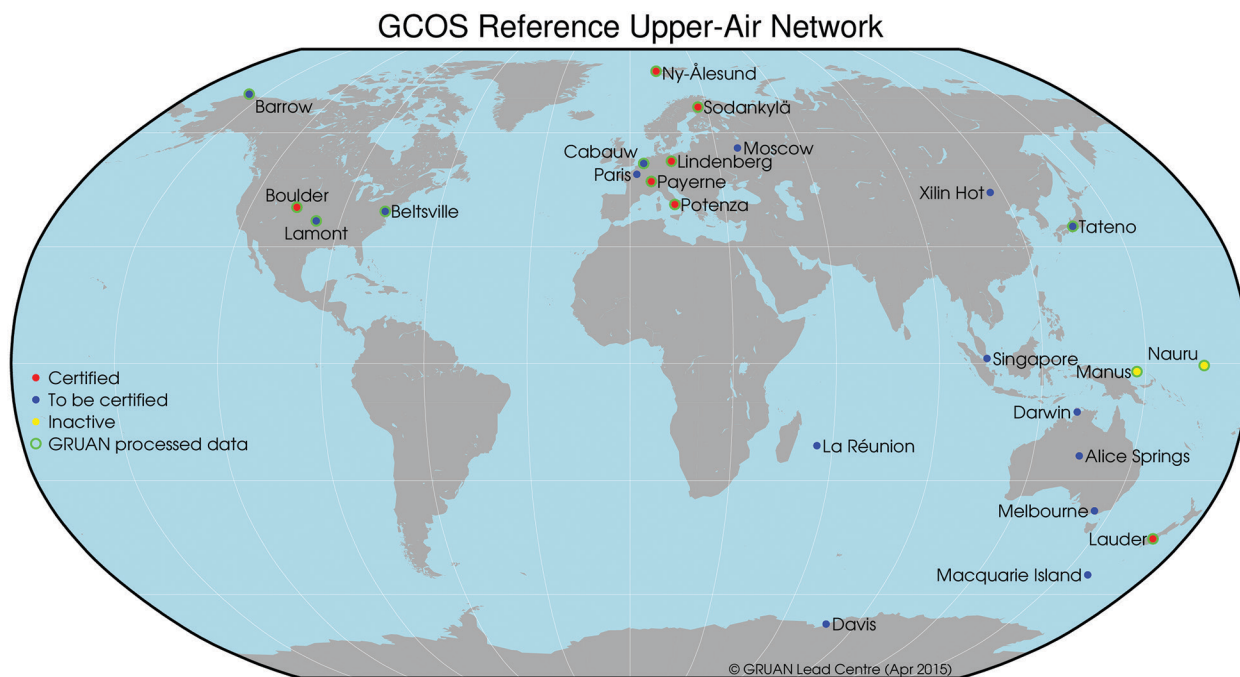 GCOS Reference Upper-Air Network
Ny-Ålesund
Barrow
Sodankylä
Cabauw
Moscow
Lindenberg
Paris
Payerne
Xilin Hot
Boulder
Potenza
Beltsville
Lamont
Tateno
Nauru
Singapore
Manus
Certified
To be certified
Inactive
GRUAN processed data
Darwin
La Réunion
Alice Springs
Melbourne
Lauder
Macquarie Island
Davis
© GRUAN Lead Centre (Apr 2015)